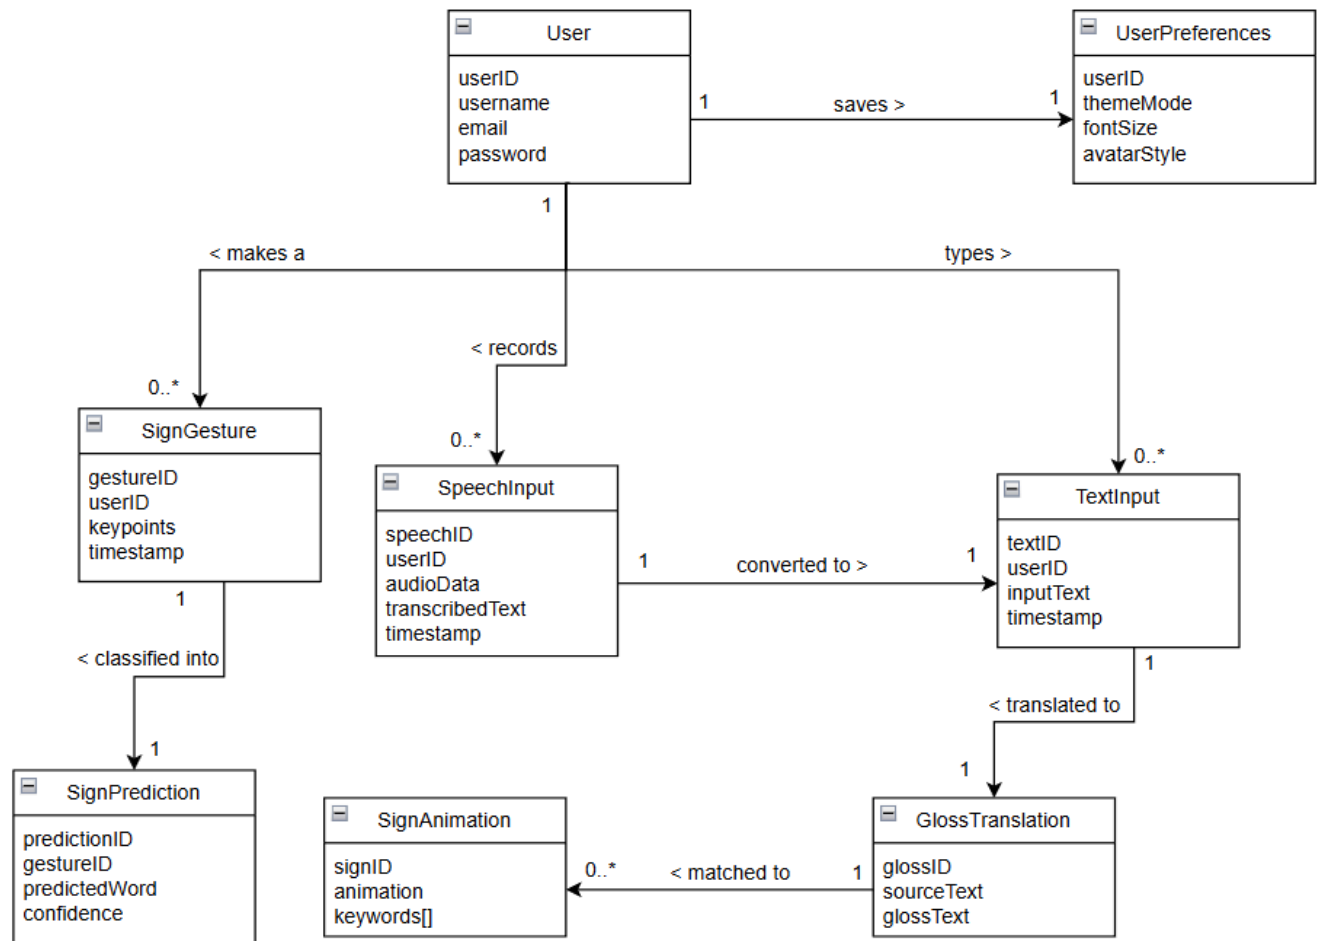 User
userID
username
email
password
UserPreferences
userID
themeMode
fontSize
avatarStyle
1
saves >
1
1
< makes a
types >
< records
0..*
0..*
0..*
SignGesture
gestureID
userID
keypoints
timestamp
SpeechInput
speechID
userID
audioData
transcribedText
timestamp
TextInput
textID
userID
inputText
timestamp
1
converted to >
1
1
< classified into
1
1
< translated to
1
SignPrediction
predictionID
gestureID
predictedWord
confidence
SignAnimation
signID
animation
keywords[]
0..*
< matched to
1
GlossTranslation
glossID
sourceText
glossText